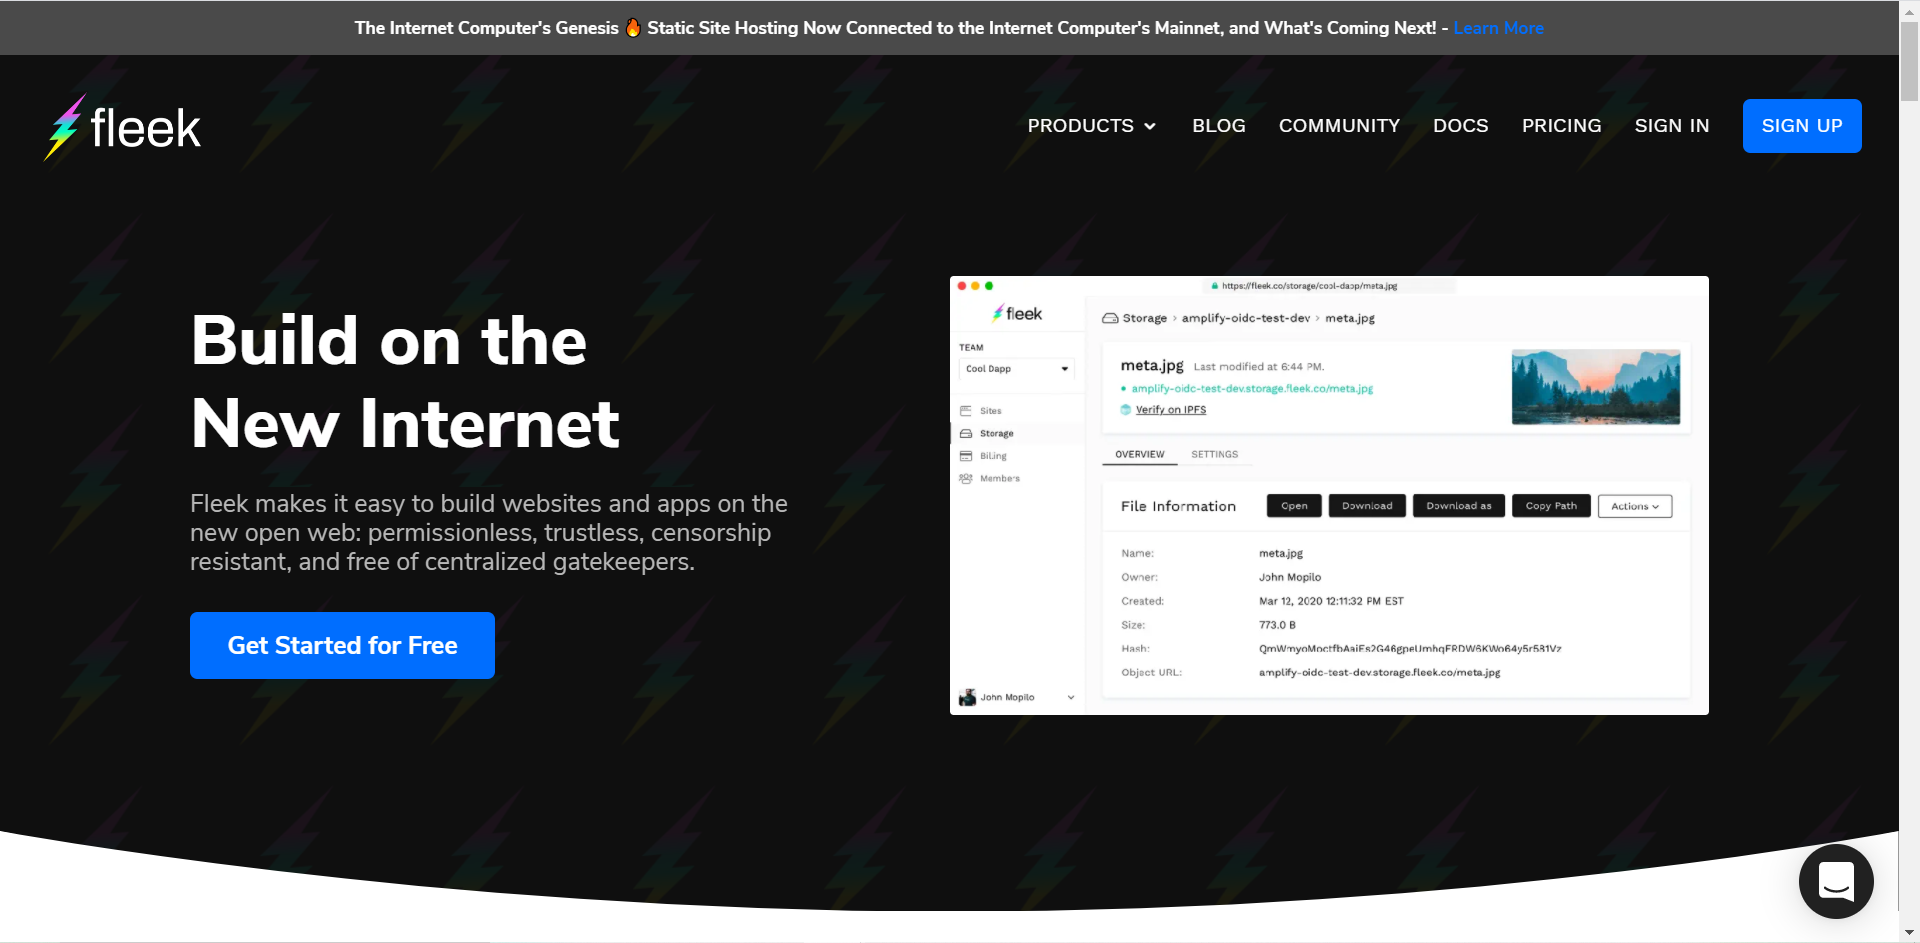 The Internet Computer's Genesis 🔥 Static Site Hosting Now Connected to the Internet Computer's Mainnet, and What's Coming Next! - Learn More
fleek
PRODUCTS BLOG COMMUNITY DOCS PRICING SIGN IN SIGN UP
Build on the
New Internet
Fleek makes it easy to build websites and apps on the
new open web: permissionless, trustless, censorship
resistant, and free of centralized gatekeepers.
Get Started for Free
https://fleek.co/storage/cool-dapp/meta.jpg
fleek
TEAM
Cool Dapp
Sites
Storage
Billing
Members
John Mopilo
Storage > amplify-oidc-test-dev > meta.jpg
meta.jpg Last modified at 6:44 PM.
amplify-oidc-test-dev.storage.fleek.co/meta.jpg
Verify on IPFS
OVERVIEW SETTINGS
File Information Open Download Download as Copy Path Actions
Name: meta.jpg
Owner: John Mopilo
Created: Mar 12, 2020 12:11:32 PM EST
Size: 773.0 B
Hash:
Object URL: amplify-oidc-test-dev.storage.fleek.co/meta.jpg